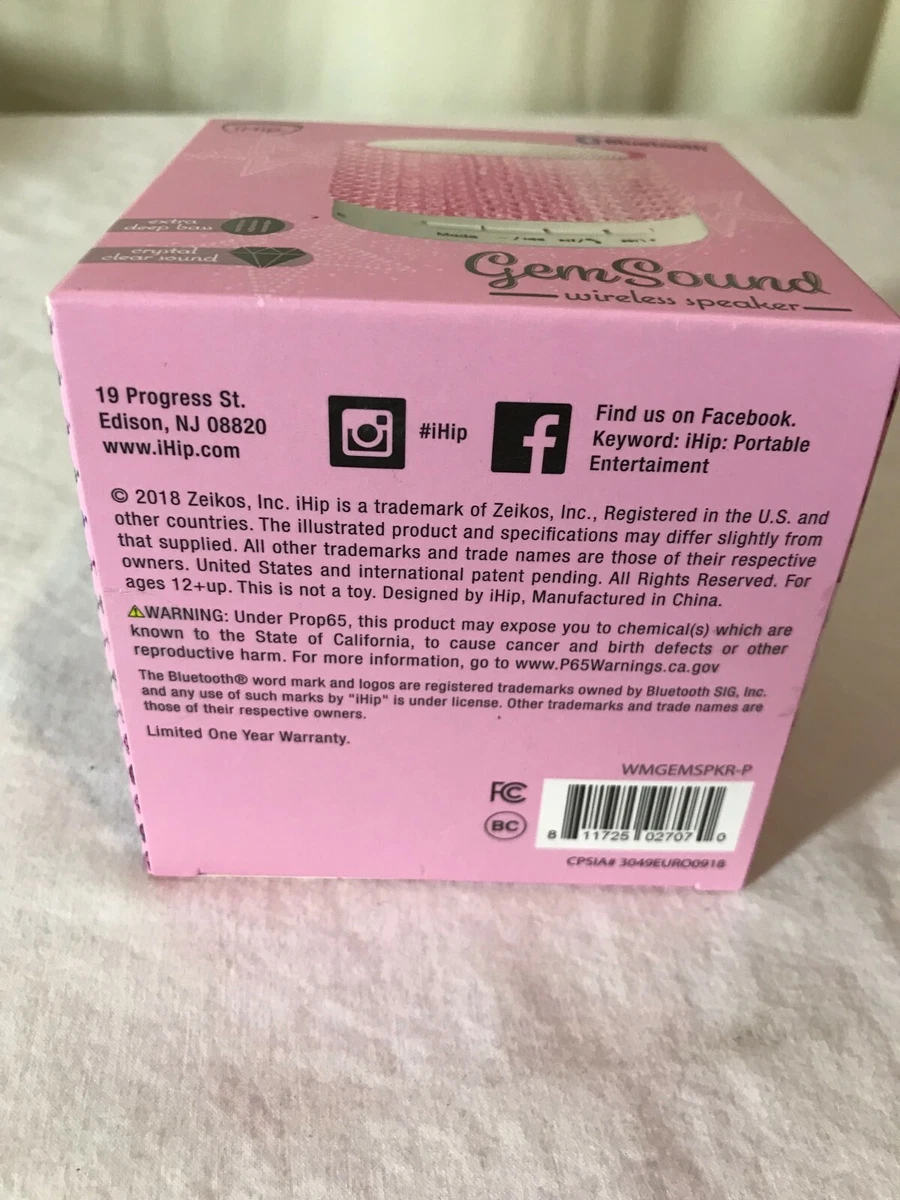 iHip
Bluetooth
extra
deep bass
crystal
clear sound
Mode
GemSound
wireless speaker
19 Progress St.
Edison, NJ 08820
www.iHip.com
#iHip
Find us on Facebook.
Keyword: iHip: Portable
Entertaiment
© 2018 Zeikos, Inc. iHip is a trademark of Zeikos, Inc., Registered in the U.S. and
other countries. The illustrated product and specifications may differ slightly from
that supplied. All other trademarks and trade names are those of their respective
owners. United States and international patent pending. All Rights Reserved. For
ages 12+up. This is not a toy. Designed by iHip, Manufactured in China.
⚠WARNING: Under Prop65, this product may expose you to chemical(s) which are
known to the State of California, to cause cancer and birth defects or other
reproductive harm. For more information, go to www.P65Warnings.ca.gov
The Bluetooth® word mark and logos are registered trademarks owned by Bluetooth SIG, Inc.
and any use of such marks by "iHip" is under license. Other trademarks and trade names are
those of their respective owners.
Limited One Year Warranty.
WMGEMSPKR-P
FC
BC
8 11725 02707 0
CPSIA# 3049EURO0918